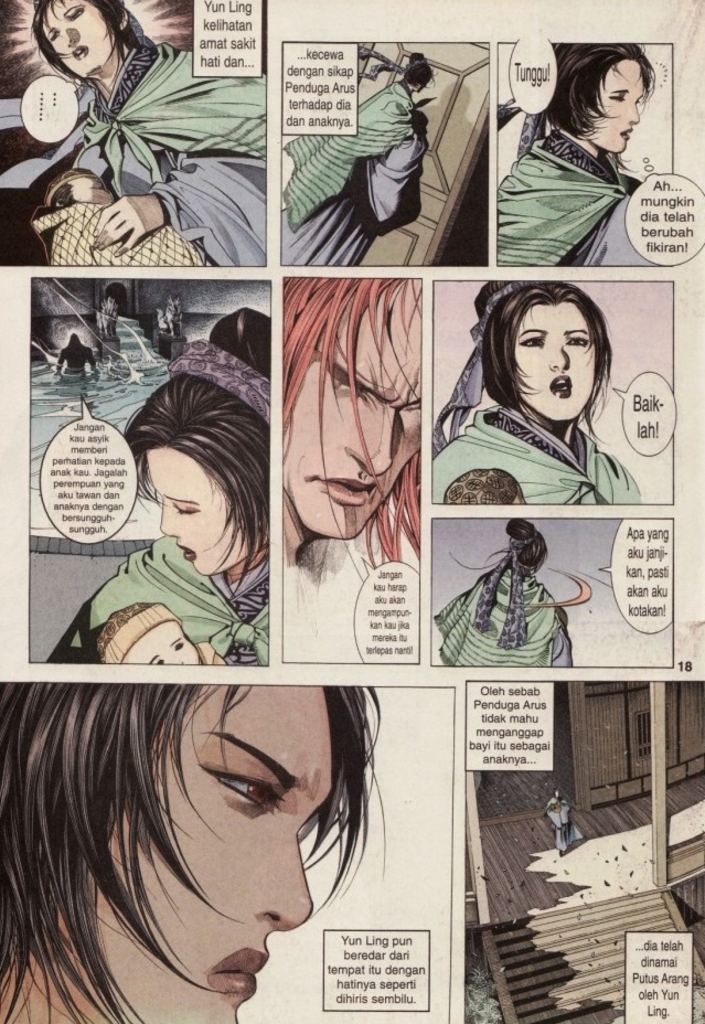 Yun Ling
kelihatan
amat sakit
hati dan...
...
...kecewa
dengan sikap
Penduga Arus
terhadap dia
dan anaknya.
Tunggu!
Ah...
mungkin
dia telah
berubah
fikiran!
Jangan
kau asyik
memberi
perhatian kepada
anak kau. Jagalah
perempuan yang
aku tawan dan
anaknya dengan
bersungguh-
sungguh.
Jangan kau
harap
aku akan
mengampun-
kan kau jika
mereka itu
terlepas nanti!
Baik-
lah!
Apa yang
aku janji-
kan, pasti
akan aku
kotakan!
18
Yun Ling pun
beredar dari
tempat itu dengan
hatinya seperti
dihiris sembilu.
Oleh sebab
Penduga Arus
tidak mahu
menganggap
bayi itu sebagai
anaknya...
...dia telah
dinamai
Putus Arang
oleh Yun
Ling.